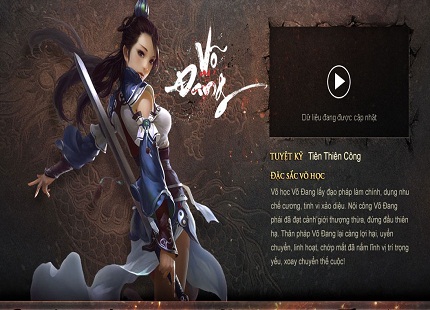 Võ
Đang
Dữ liệu đang được cập nhật
TUYỆT KỸ Tiên Thiên Công
ĐẶC SẮC VÕ HỌC
Võ học Võ Đang lấy đạo pháp làm chính, dụng nhu
chế cương, tinh vi xảo diệu. Nội công Võ Đang
phải đã đạt cảnh giới thượng thừa, đứng đầu thiên
hạ. Thân pháp Võ Đang lại càng lợi hại, uyển
chuyển, linh hoạt, chớp mắt đã nắm lĩnh vị trí trọng
yếu, xoay chuyển thế cuộc!